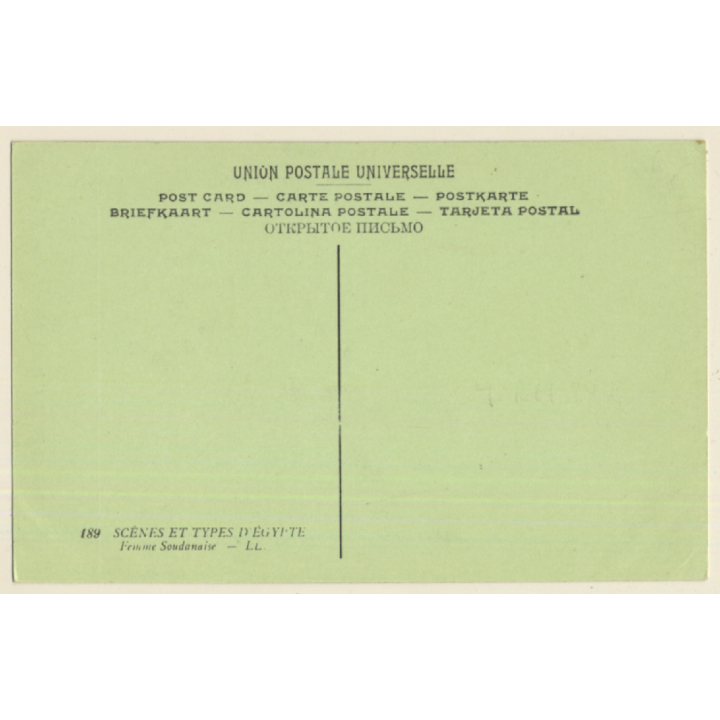 UNION POSTALE UNIVERSELLE
POST CARD — CARTE POSTALE — POSTKARTE
BRIEFKAART — CARTOLINA POSTALE — TARJETA POSTAL
ОТКРЫТОЕ ПИСЬМО
189 SCÈNES ET TYPES D'ÉGYPTE
Femme Soudanaise — LL.